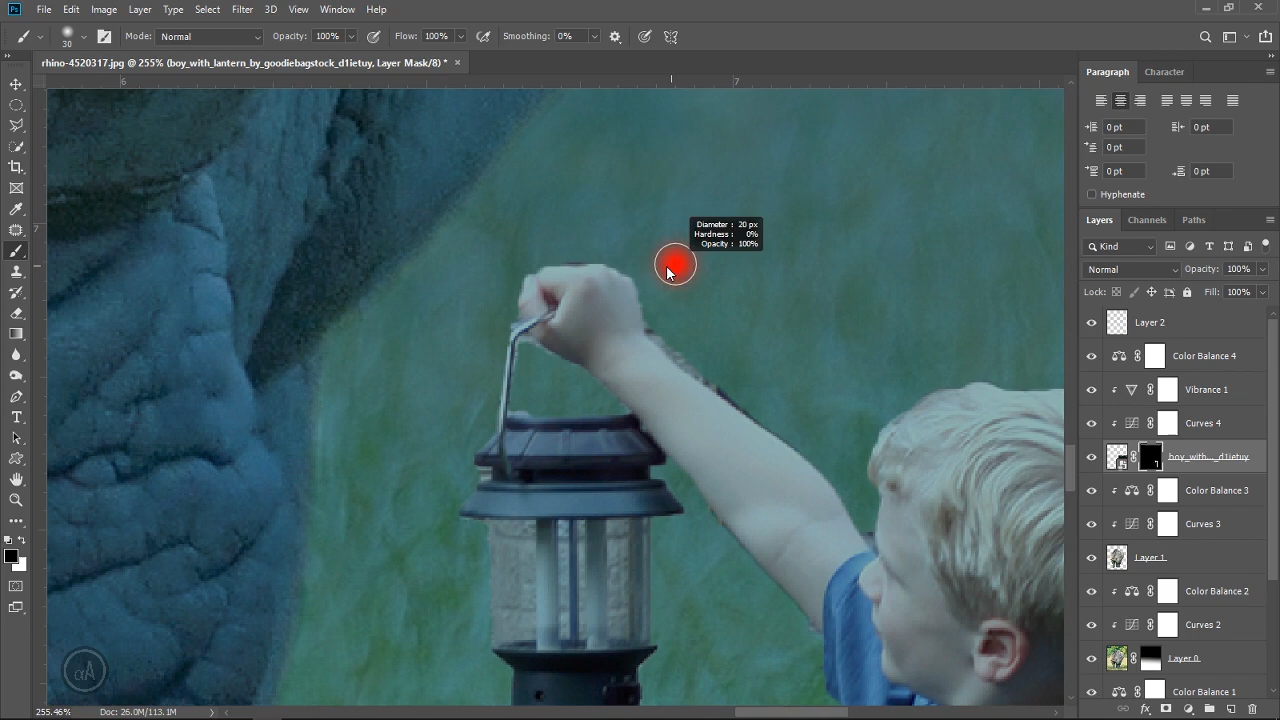 Ps File Edit Image Layer Type Select Filter 3D View Window Help
30 Mode: Normal Opacity: 100% Flow: 100% Smoothing: 0%
rhino-4520317.jpg @ 255% (boy_with_lantern_by_goodiebagstock_d1ietuy, Layer Mask/8) * ×
6 7
7
Diameter : 20 px
Hardness : 0%
Opacity : 100%
αA
255.46% Doc: 26.0M/113.1M
Paragraph Character
0 pt 0 pt
0 pt
0 pt 0 pt
Hyphenate
Layers Channels Paths
Kind
Normal Opacity: 100%
Lock: Fill: 100%
Layer 2
Color Balance 4
Vibrance 1
Curves 4
boy_with..._d1ietuy
Color Balance 3
Curves 3
Layer 1
Color Balance 2
Curves 2
Layer 0
Color Balance 1